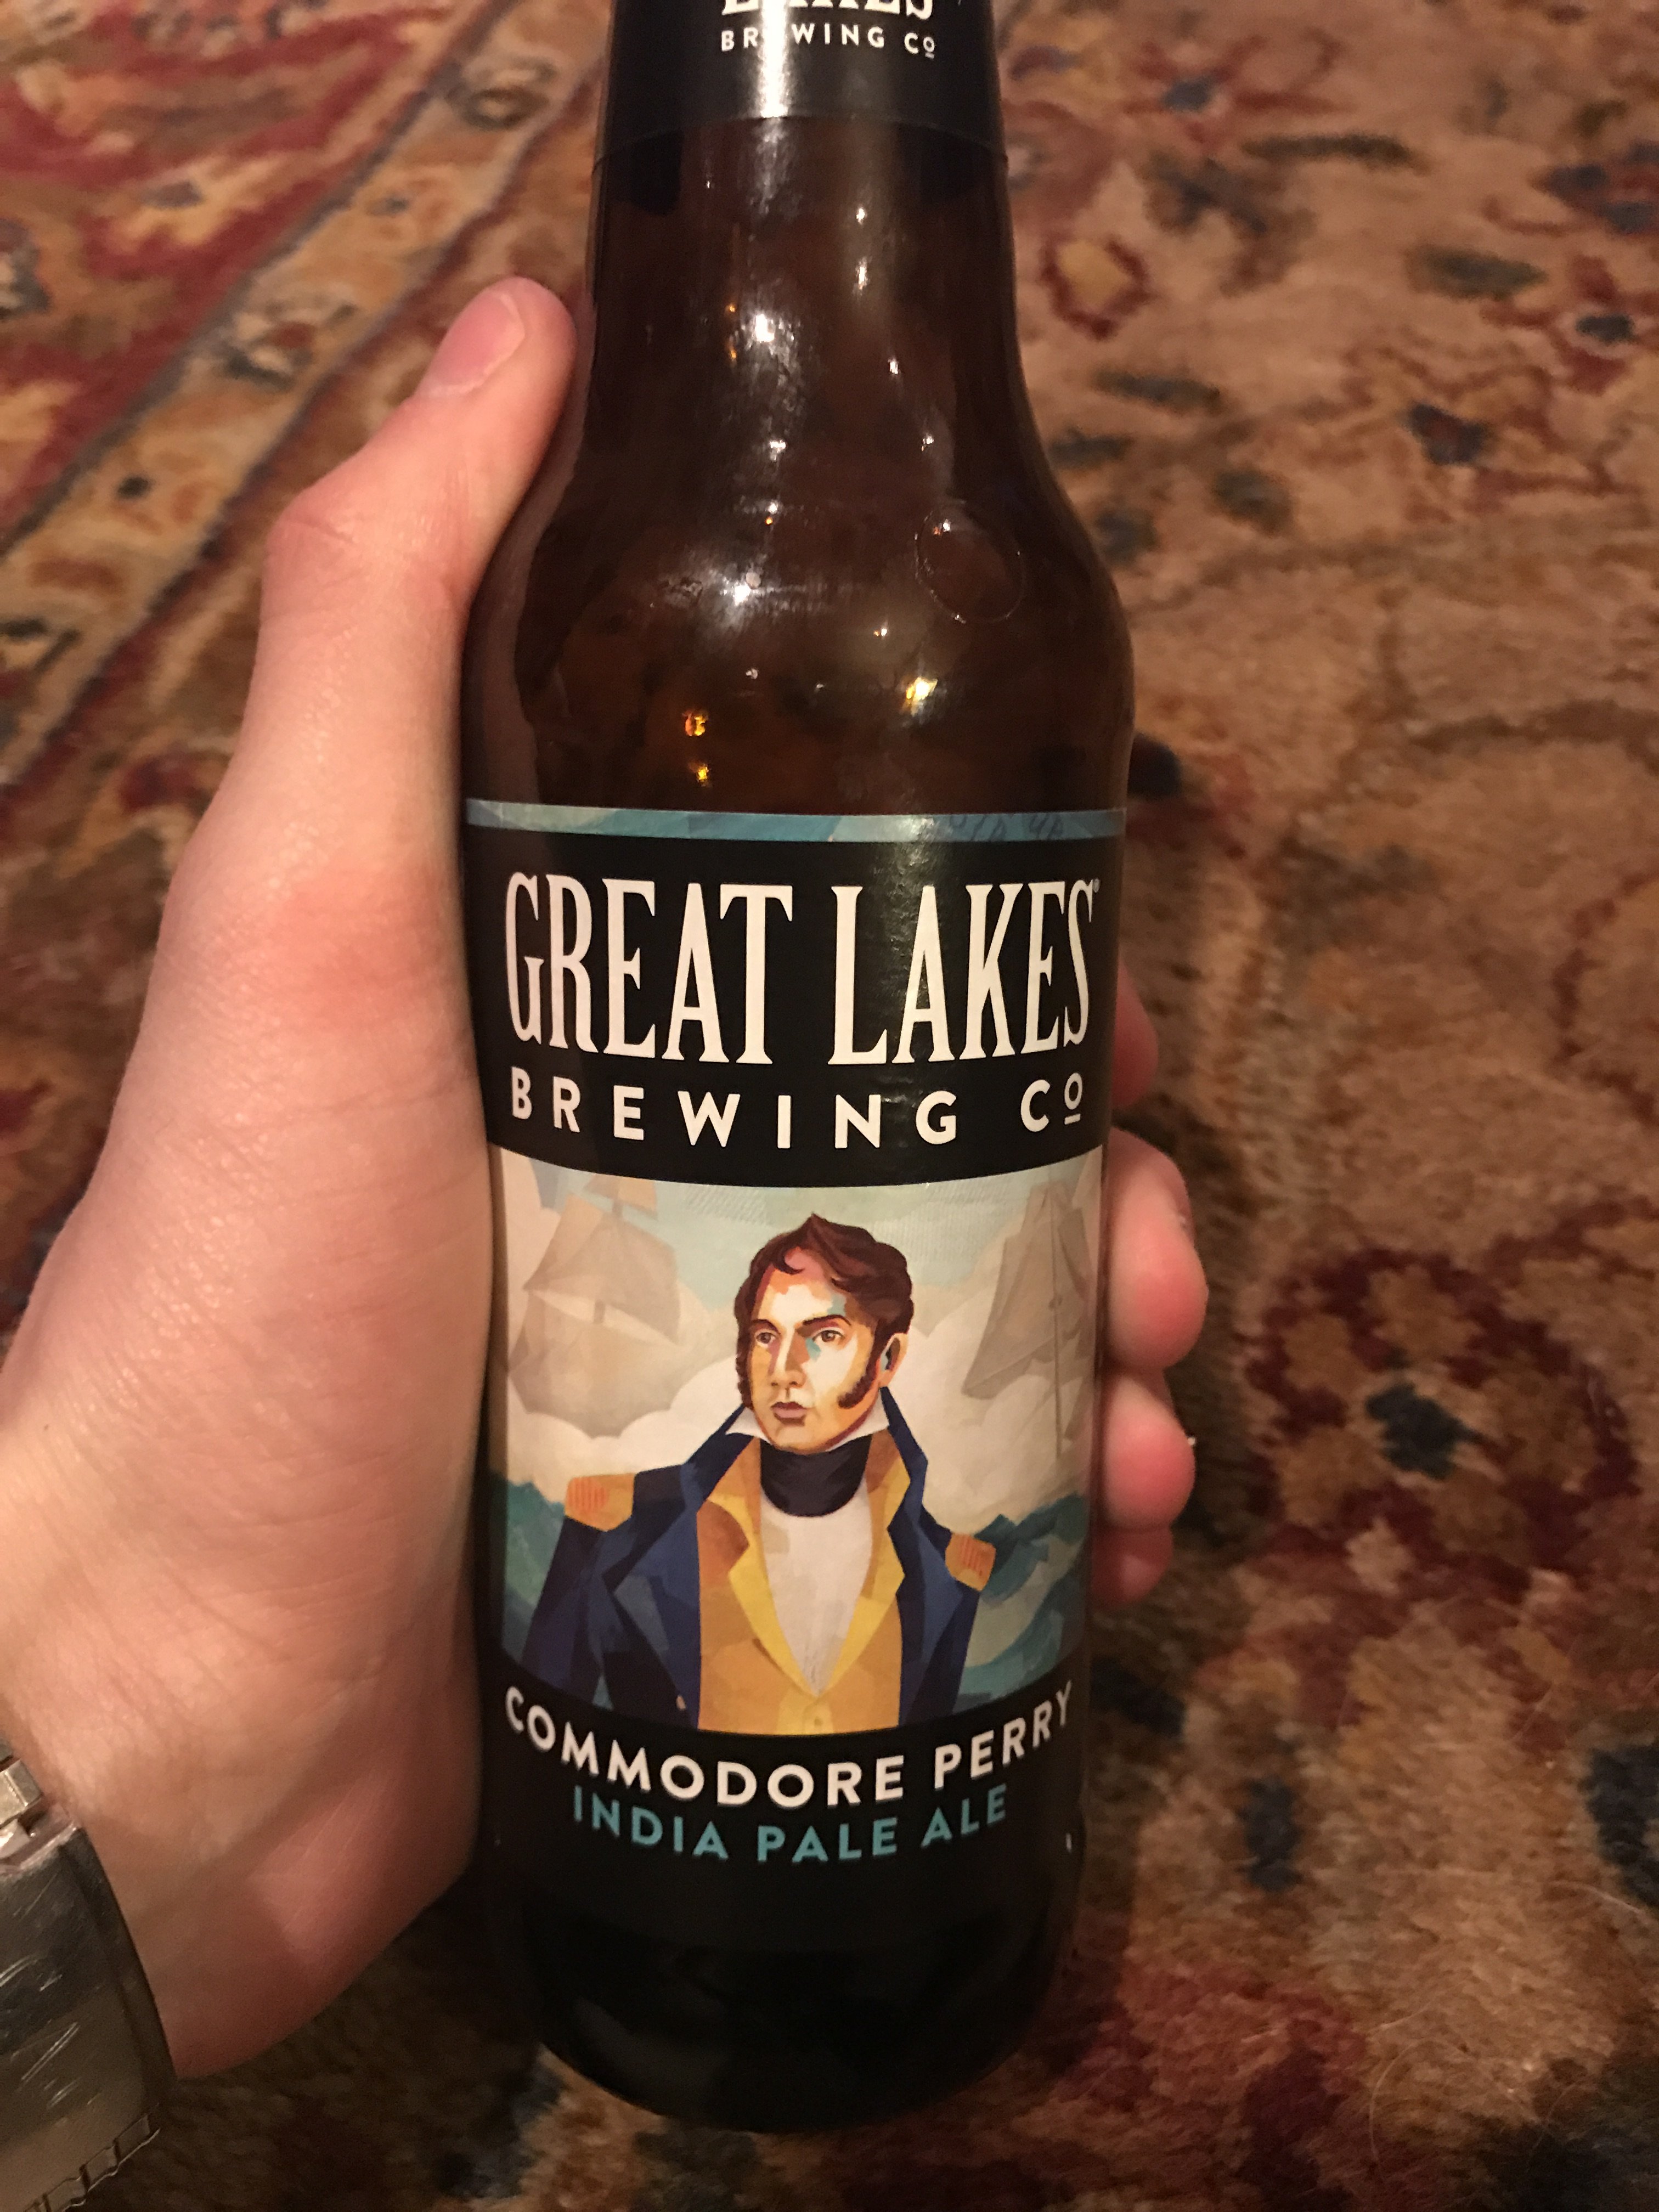 BREWING Cº
GREAT LAKES®
BREWING Cº
COMMODORE PERRY
INDIA PALE ALE